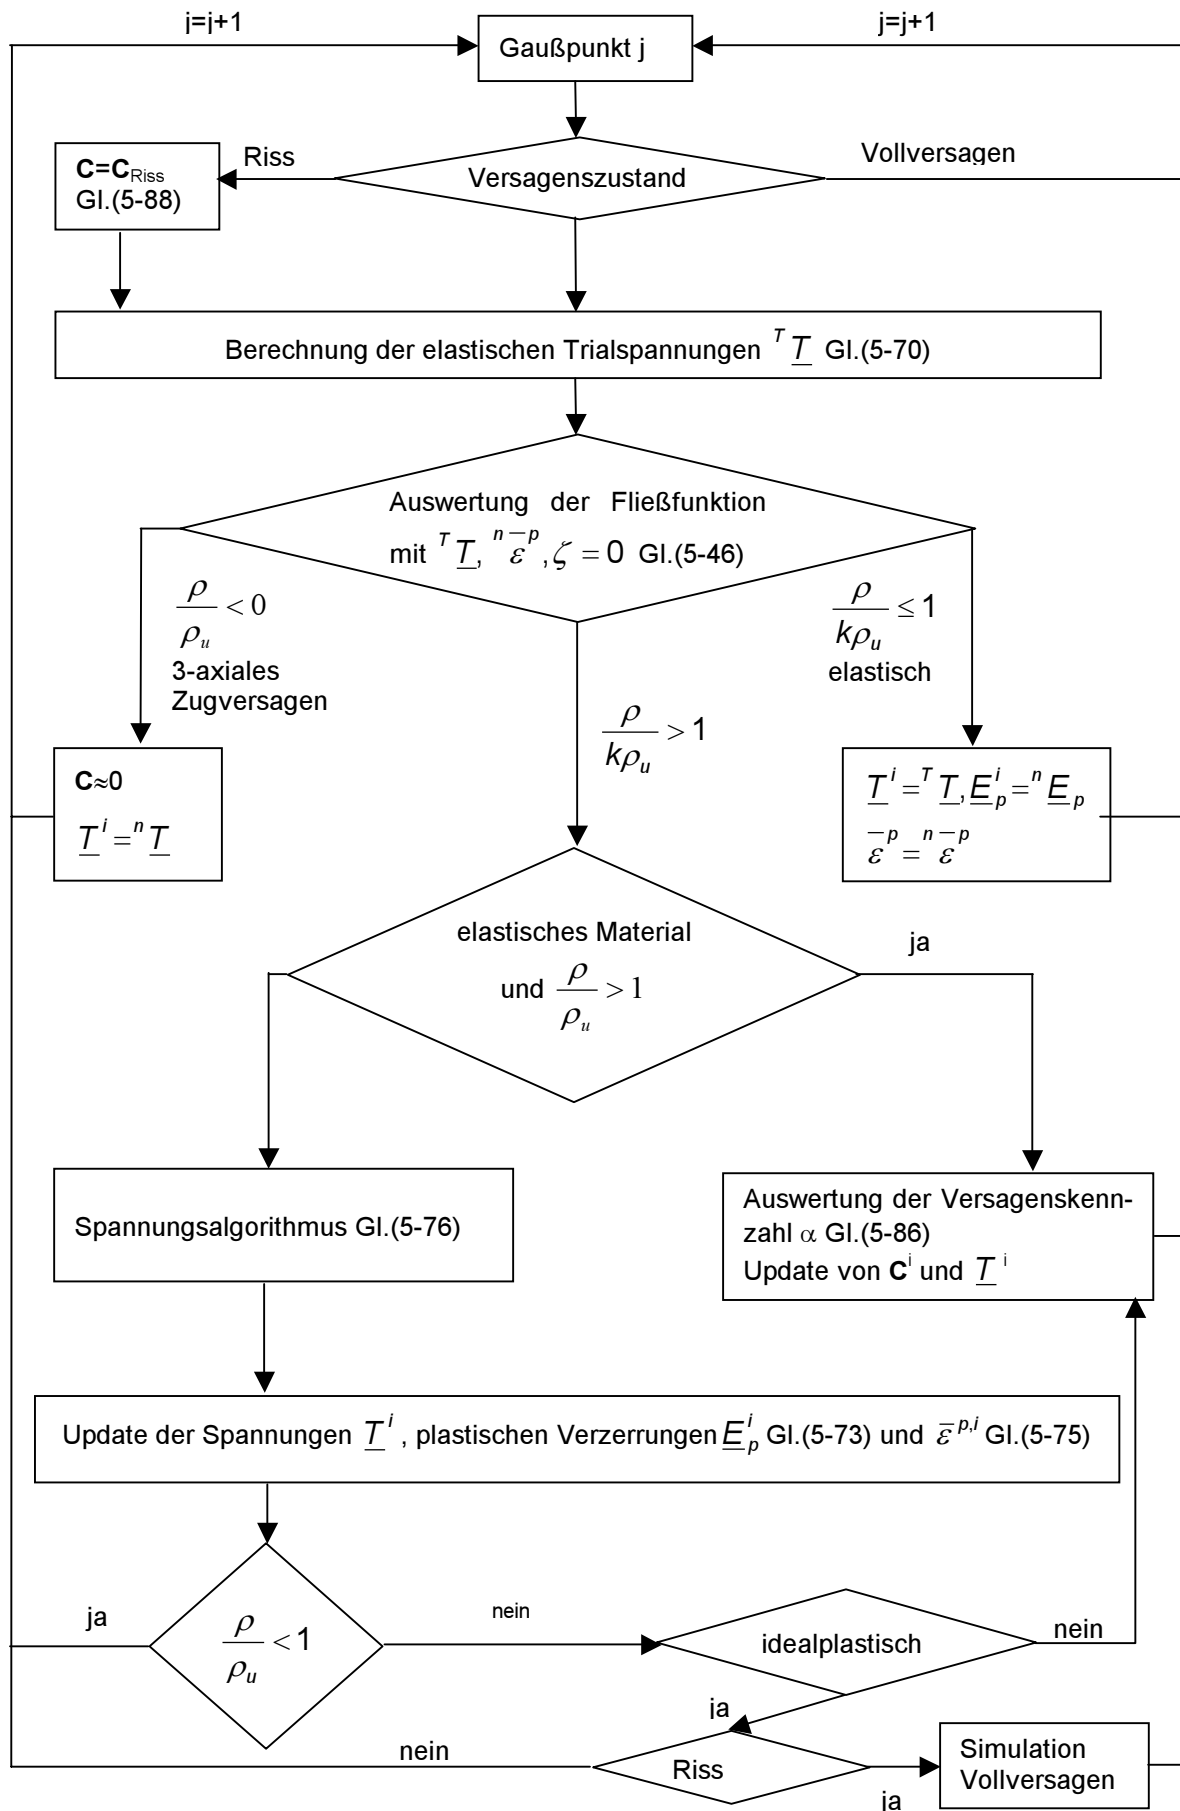 j=j+1
j=j+1
Gaußpunkt j
Riss
Vollversagen
C=C_Riss
Gl.(5-88)
Versagenszustand
Berechnung der elastischen Trialspannungen ^T T Gl.(5-70)
Auswertung der Fließfunktion
mit ^T T, ^n ε̅^p, ζ = 0 Gl.(5-46)
ρ/ρ_u < 0
3-axiales
Zugversagen
ρ/(kρ_u) ≤ 1
elastisch
ρ/(kρ_u) > 1
C≈0
T^i = ^n T
T^i = ^T T, E_p^i = ^n E_p
ε̅^p = ^n ε̅^p
elastisches Material
und ρ/ρ_u > 1
ja
Spannungsalgorithmus Gl.(5-76)
Auswertung der Versagenskenn-
zahl α Gl.(5-86)
Update von C^i und T^i
Update der Spannungen T^i , plastischen Verzerrungen E_p^i Gl.(5-73) und ε̅^p,i Gl.(5-75)
ja
ρ/ρ_u < 1
nein
idealplastisch
nein
ja
nein
Riss
ja
Simulation
Vollversagen